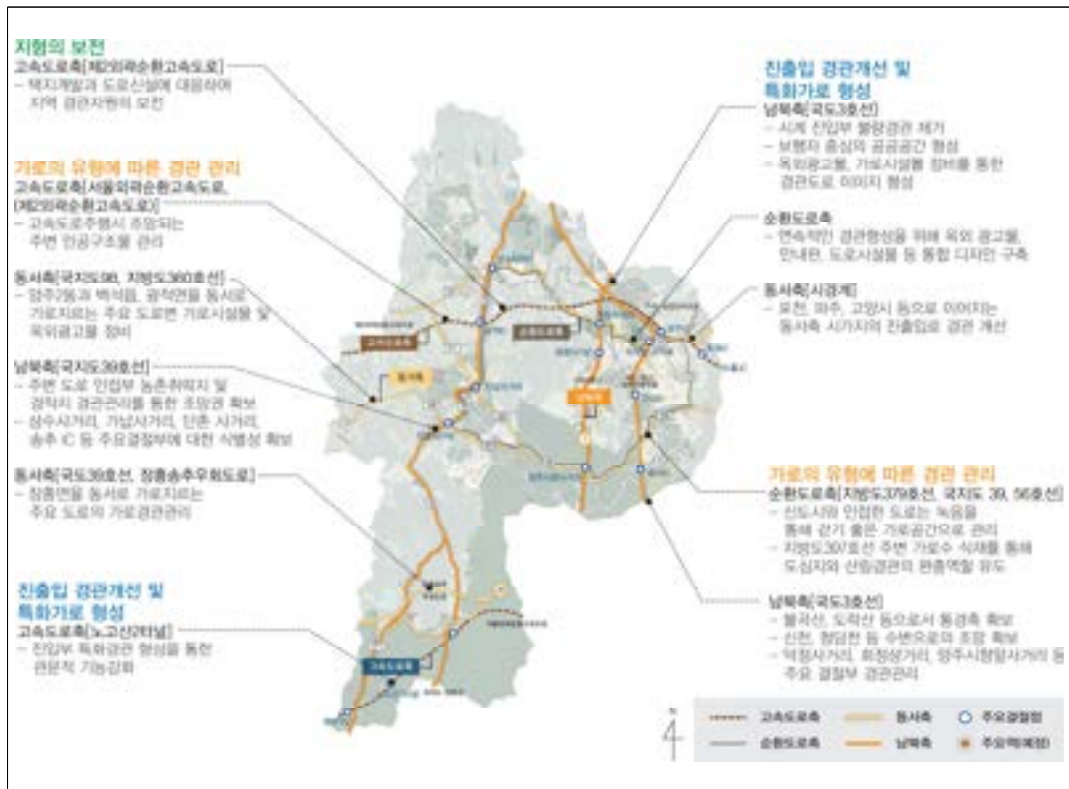 지형의 보전
고속도로축[제2외곽순환고속도로]
- 택지개발과 도로신설에 대응하여
지역 경관자원의 보전
가로의 유형에 따른 경관 관리
고속도로축[서울외곽순환고속도로,
(제2외곽순환고속도로)]
- 고속도로주행시 조망되는
주변 인공구조물 관리
동서축[국지도98, 지방도360호선]
- 양주2동과 백석읍, 광적면을 동서로
가로지르는 주요 도로변 가로시설물 및
옥외광고물 정비
남북축[국지도39호선]
- 주변 도로 인접부 농촌취락지 및
경작지 경관관리를 통한 조망권 확보
- 상수사거리, 가납사거리, 단촌 사거리,
송추 IC 등 주요결절부에 대한 식별성 확보
동서축[국도39호선, 장흥송추우회도로]
- 장흥면을 동서로 가로지르는
주요 도로의 가로경관관리
진출입 경관개선 및
특화가로 형성
고속도로축[노고산2터널]
- 진입부 특화경관 형성을 통한
관문적 기능강화
진출입 경관개선 및
특화가로 형성
남북축[국도3호선]
- 시계 진입부 불량경관 제거
- 보행자 중심의 공공공간 형성
- 옥외광고물, 가로시설물 정비를 통한
경관도로 이미지 형성
순환도로축
- 연속적인 경관형성을 위해 옥외 광고물,
안내판, 도로시설물 등 통합 디자인 구축
동서축[시경계]
- 포천, 파주, 고양시 등으로 이어지는
동서축 시가지의 진출입로 경관 개선
가로의 유형에 따른 경관 관리
순환도로축[지방도379호선, 국지도 39, 56호선]
- 신도시와 인접한 도로는 녹음을
통해 걷기 좋은 가로공간으로 관리
- 지방도397호선 주변 가로수 식재를 통해
도심지와 산림경관의 완충역할 유도
남북축[국도3호선]
- 불곡산, 도락산 등으로서 통경축 확보
- 신천, 청담천 등 수변으로의 조망 확보
- 덕정사거리, 회정삼거리, 양주시청앞사거리 등
주요 결절부 경관관리
고속도로축
순환도로축
동서축
남북축
고속도로축
N
고속도로축
동서축
주요결절점
순환도로축
남북축
주요역(예정)